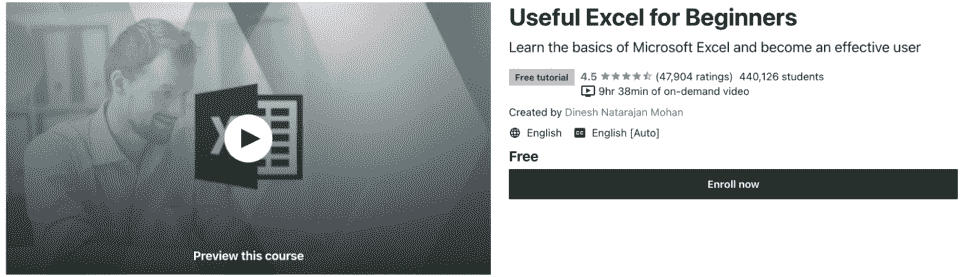 X
Preview this course
Useful Excel for Beginners
Learn the basics of Microsoft Excel and become an effective user
Free tutorial 4.5 (47,904 ratings) 440,126 students
9hr 38min of on-demand video
Created by Dinesh Natarajan Mohan
English CC English [Auto]
Free
Enroll now